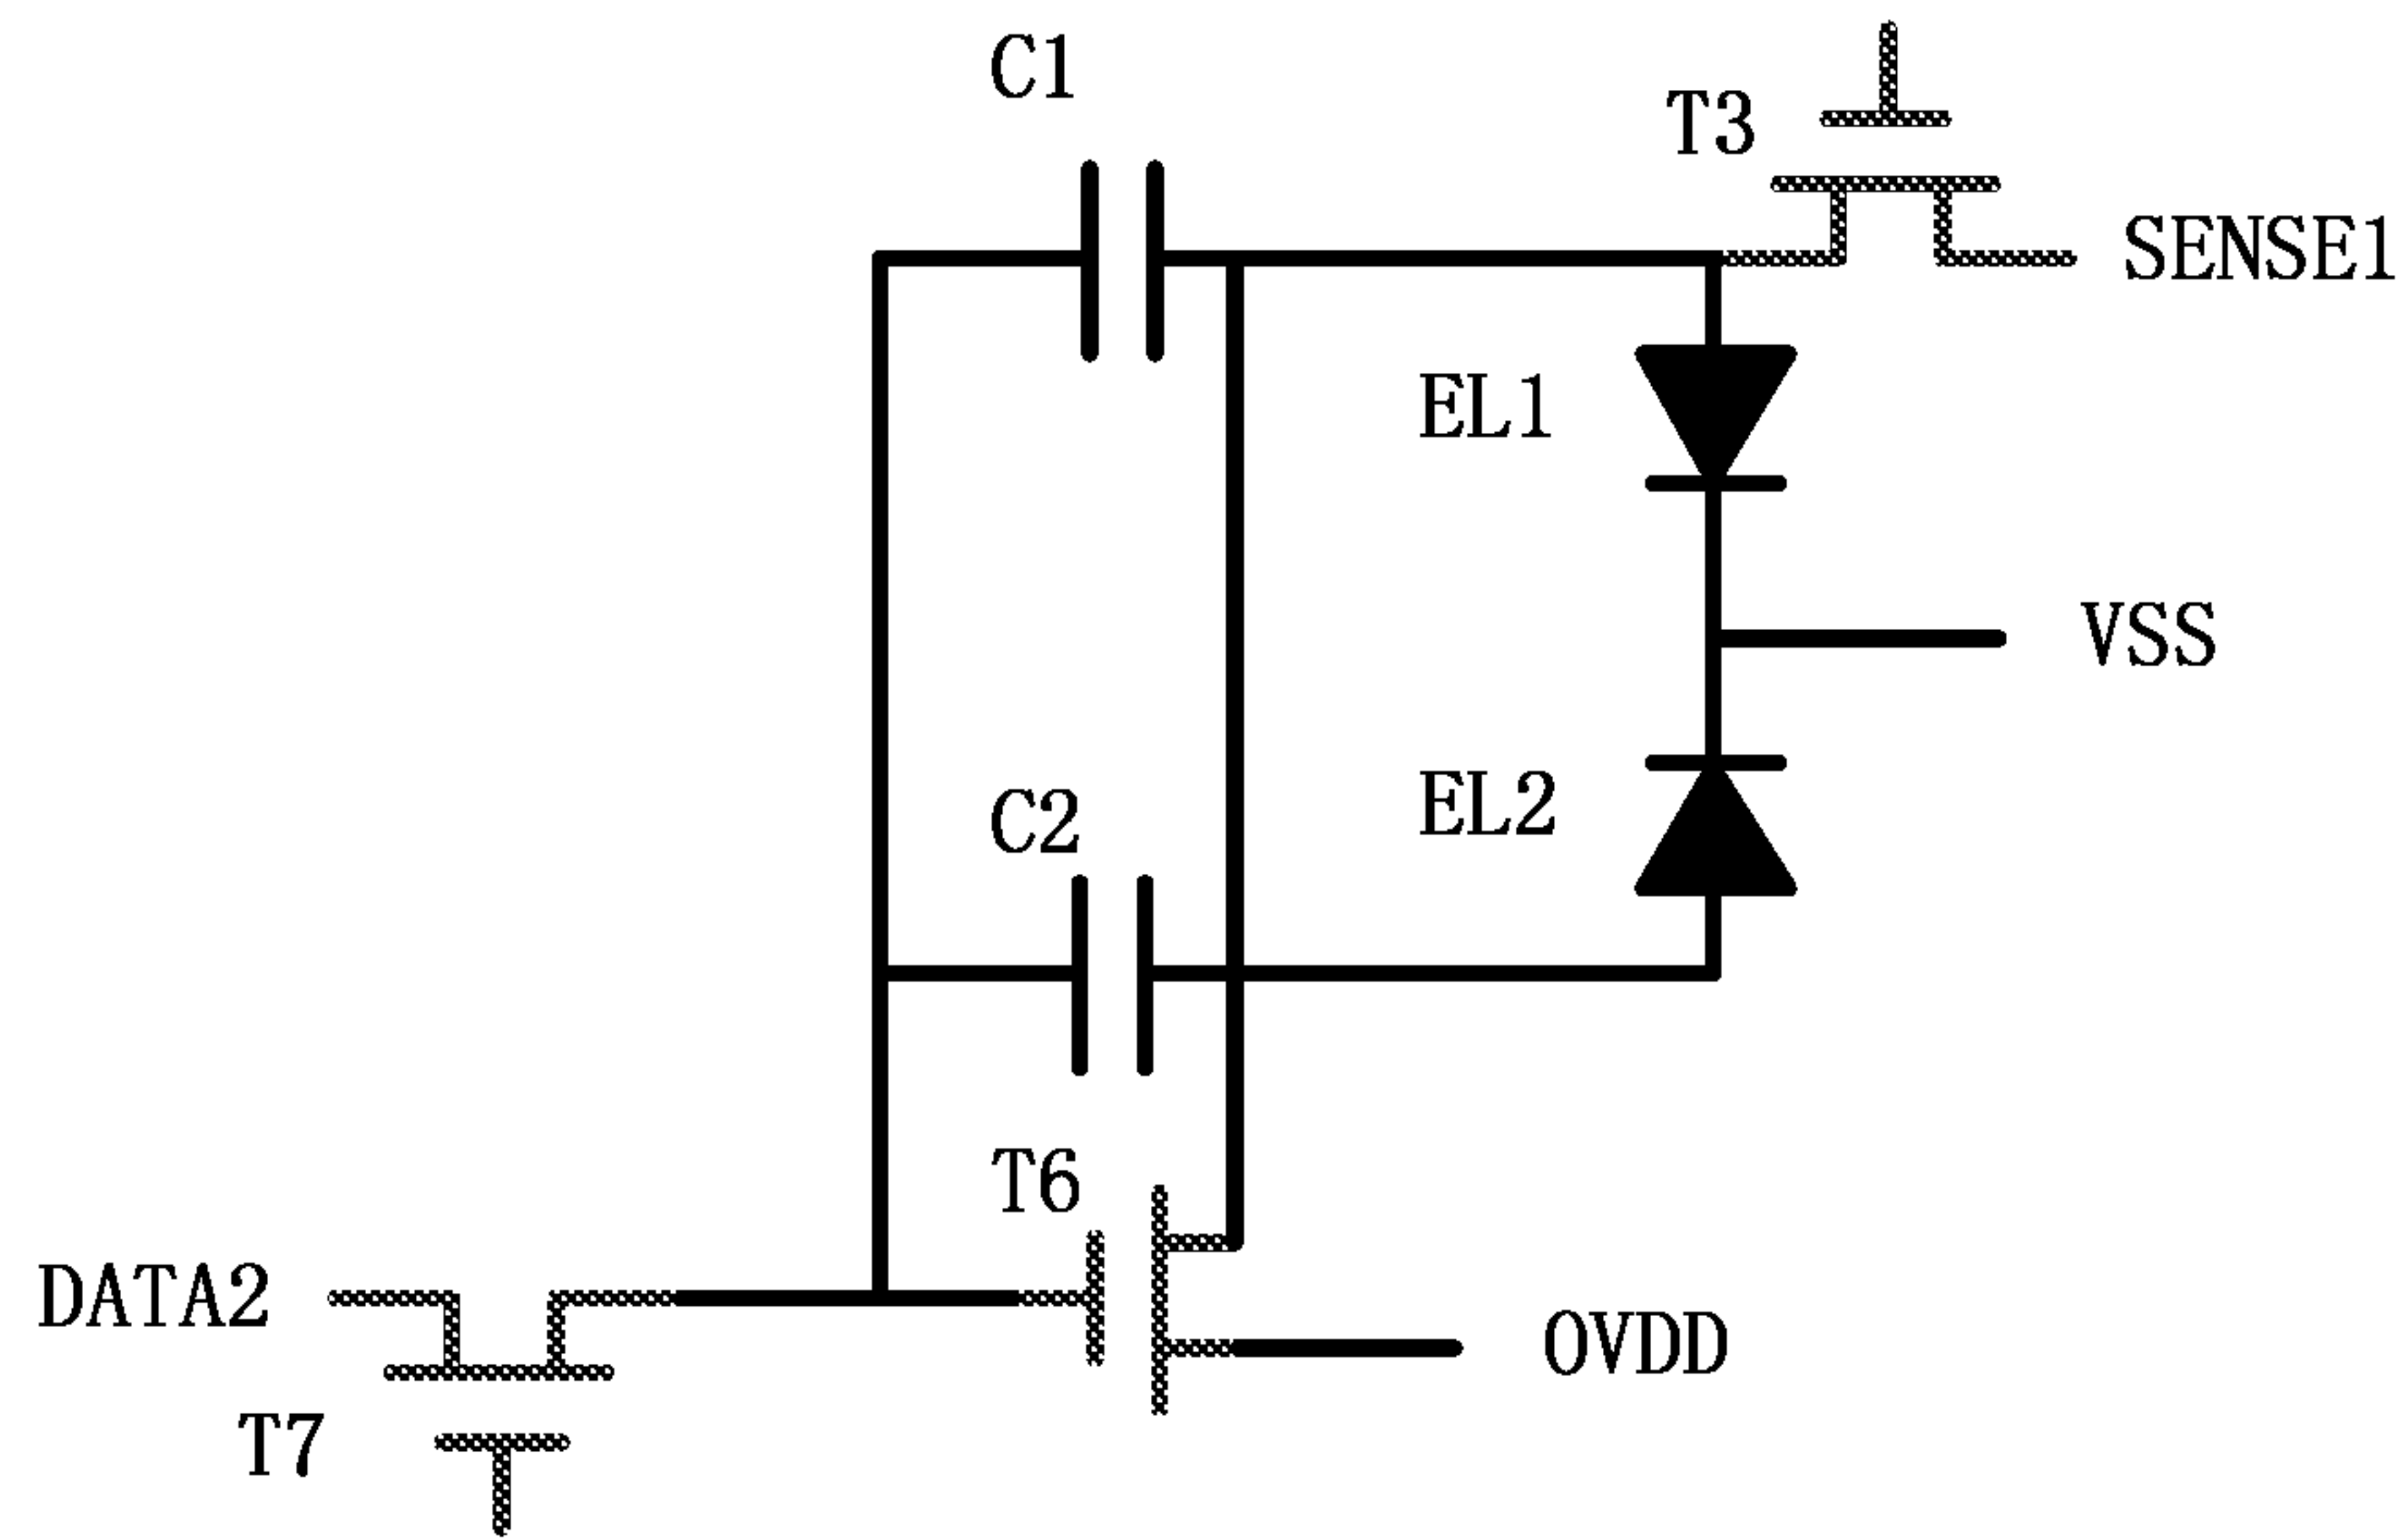 C1
T3
SENSE1
EL1
VSS
EL2
C2
T6
DATA2
OVDD
T7